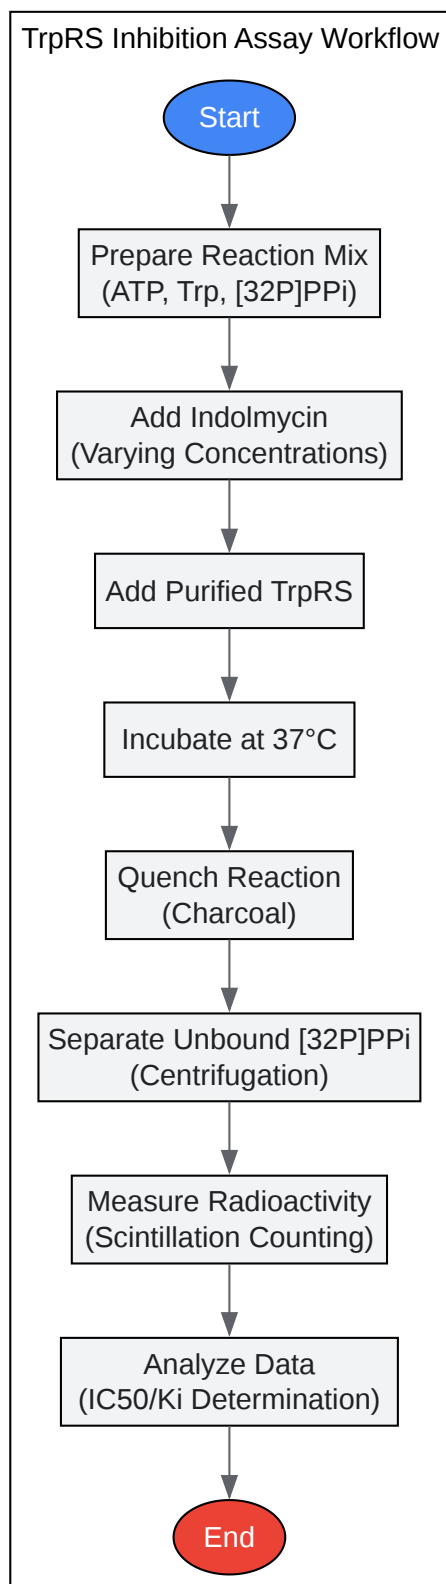 TrpRS Inhibition Assay Workflow
Start
Prepare Reaction Mix
(ATP, Trp, [32P]PPi)
Add Indolmycin
(Varying Concentrations)
Add Purified TrpRS
Incubate at 37°C
Quench Reaction
(Charcoal)
Separate Unbound [32P]PPi
(Centrifugation)
Measure Radioactivity
(Scintillation Counting)
Analyze Data
(IC50/Ki Determination)
End